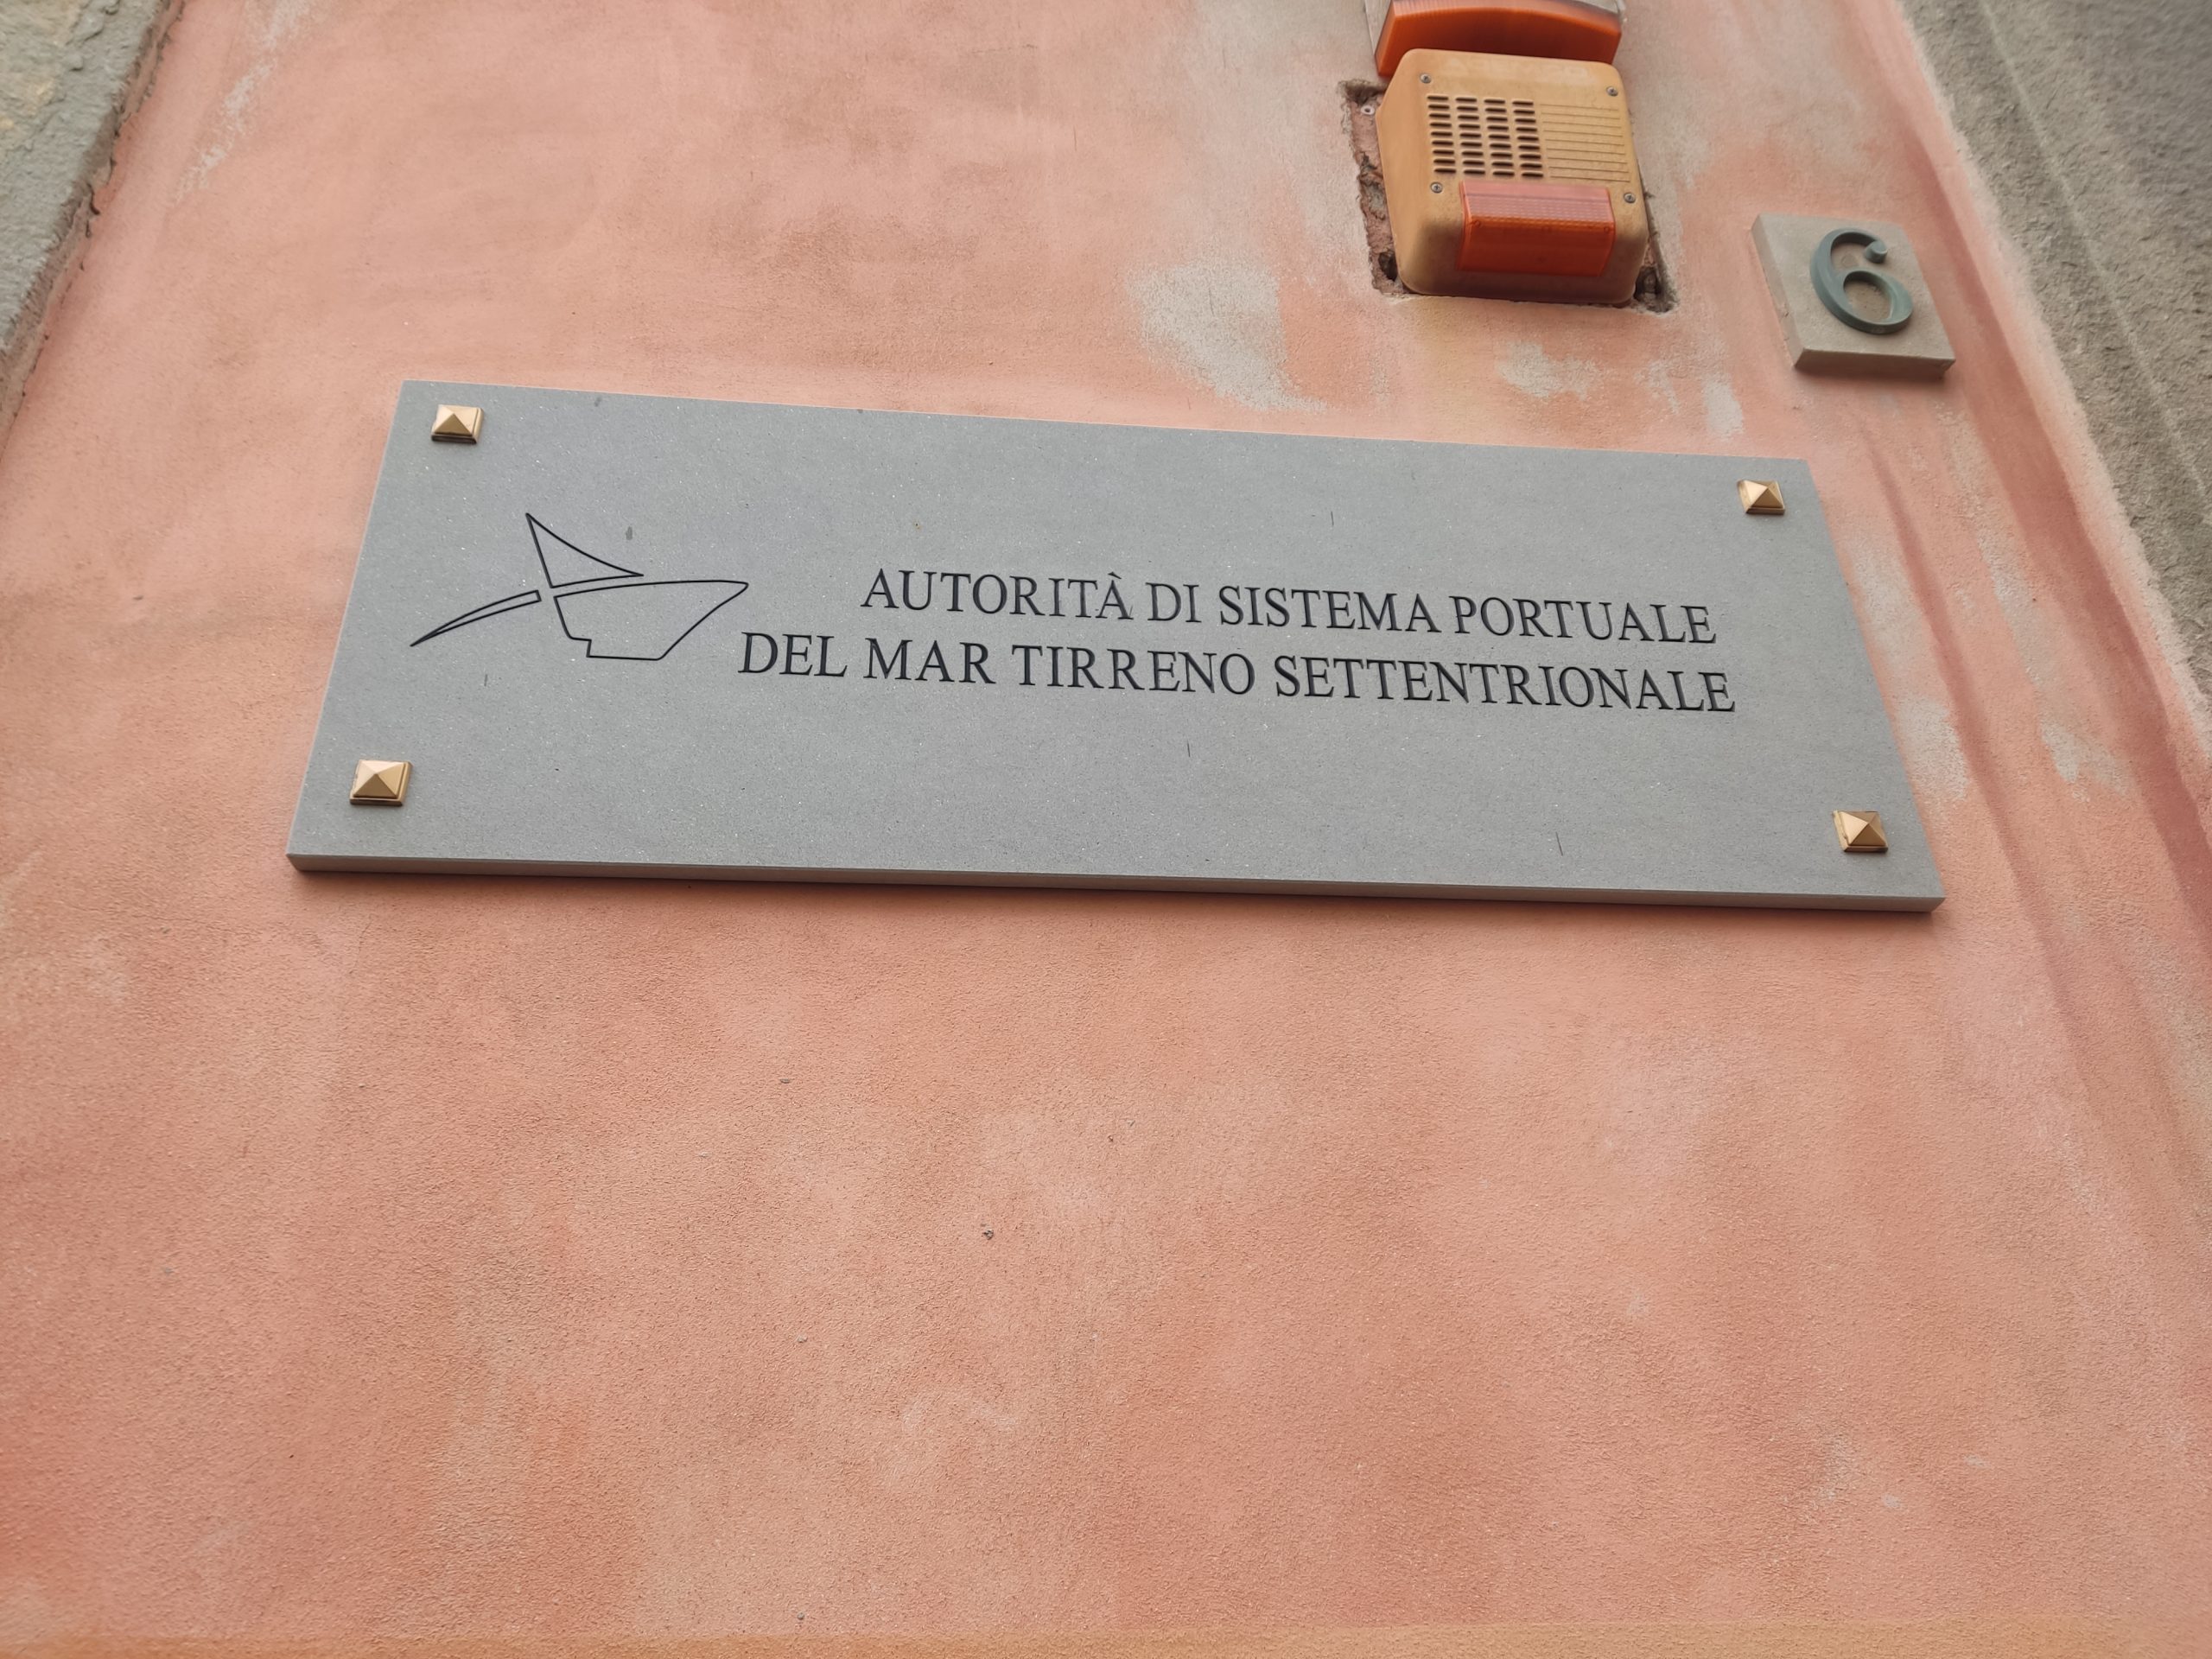 6
AUTORITÀ DI SISTEMA PORTUALE
DEL MAR TIRRENO SETTENTRIONALE